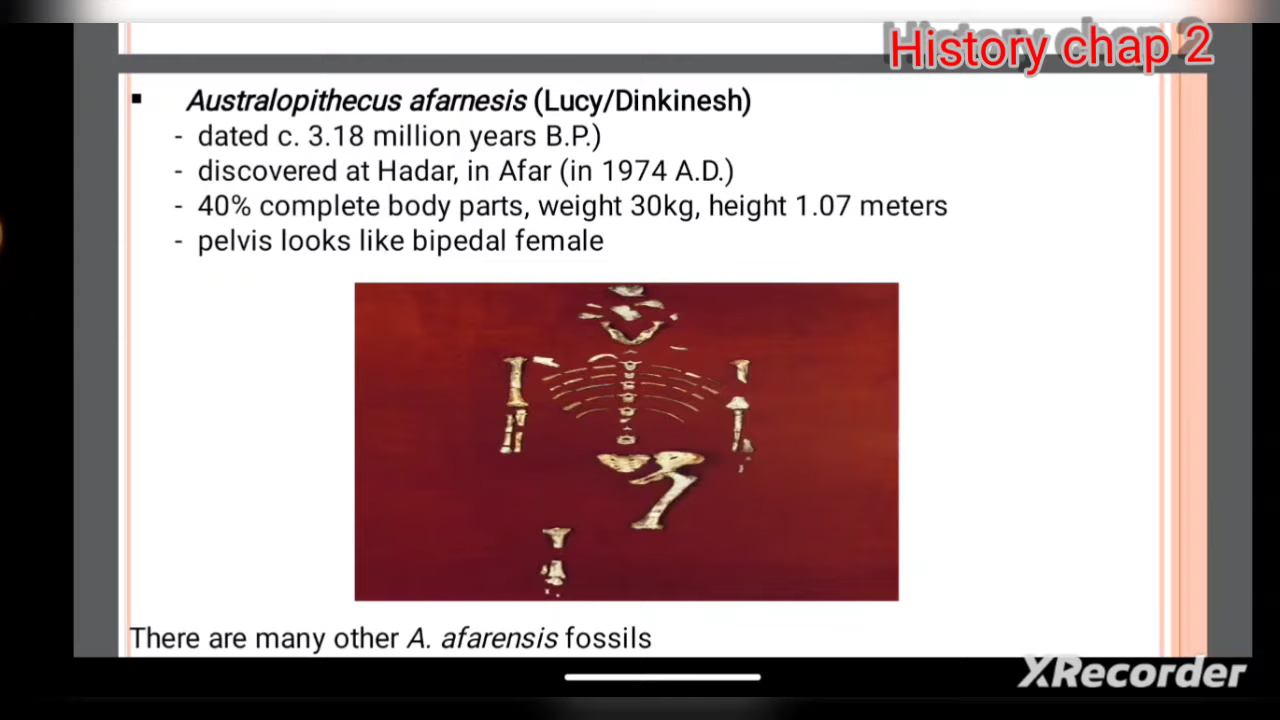 History chap 2
▪ Australopithecus afarnesis (Lucy/Dinkinesh)
- dated c. 3.18 million years B.P.)
- discovered at Hadar, in Afar (in 1974 A.D.)
- 40% complete body parts, weight 30kg, height 1.07 meters
- pelvis looks like bipedal female
There are many other A. afarensis fossils
XRecorder